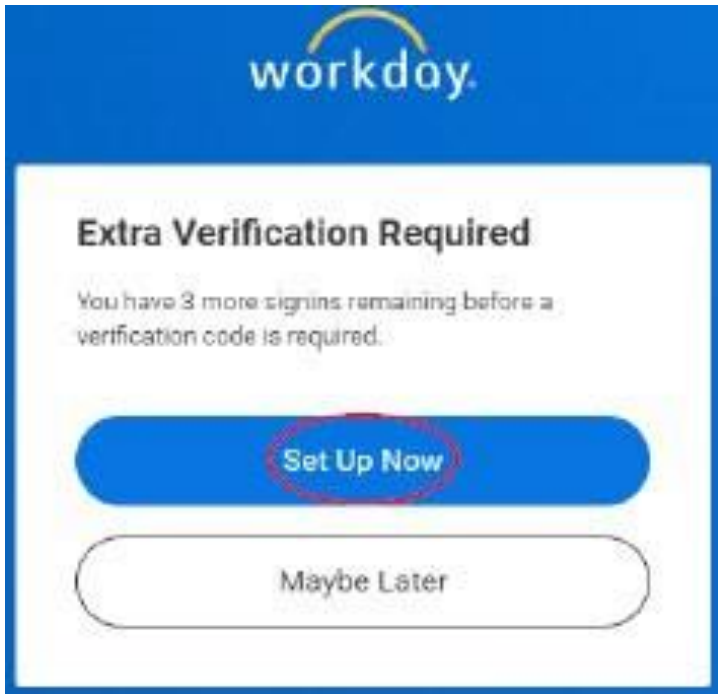 workday.
Extra Verification Required
You have 3 more signins remaining before a
verification code is required.
Set Up Now
Maybe Later